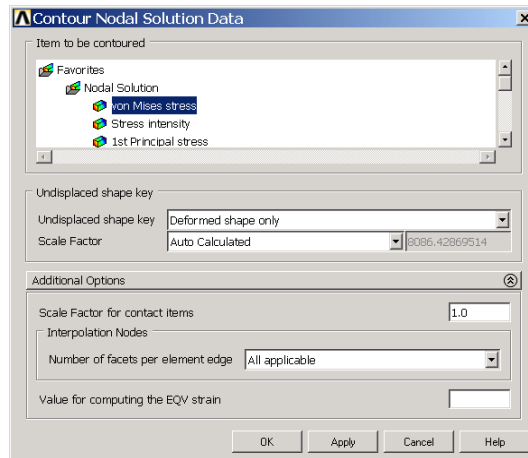 Contour Nodal Solution Data
Item to be contoured
Favorites
Nodal Solution
von Mises stress
Stress intensity
1st Principal stress
Undisplaced shape key
Undisplaced shape key Deformed shape only
Scale Factor Auto Calculated 8086.42869514
Additional Options
Scale Factor for contact items 1.0
Interpolation Nodes
Number of facets per element edge All applicable
Value for computing the EQV strain
OK Apply Cancel Help